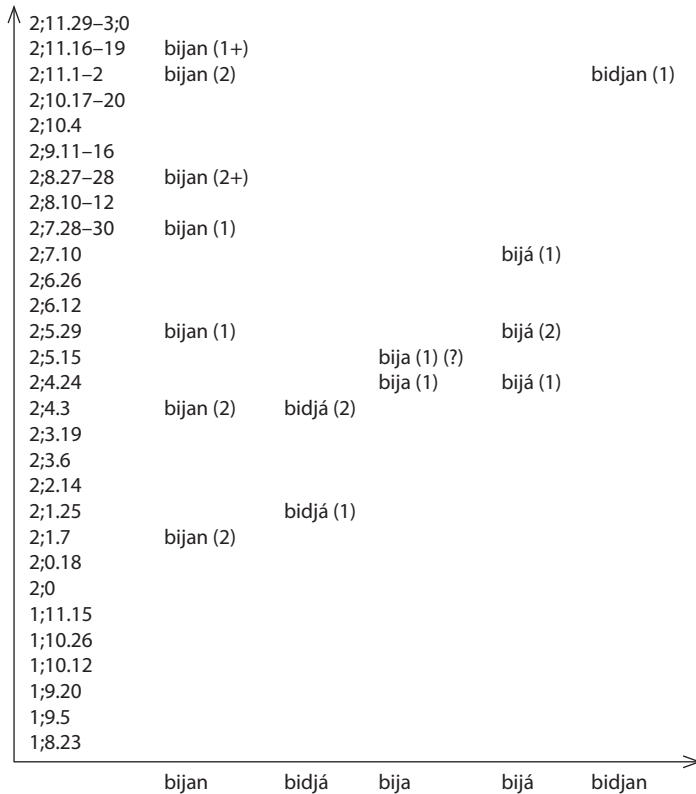 2;11.29–3;0
2;11.16–19 bijan (1+)
2;11.1–2 bijan (2) bidjan (1)
2;10.17–20
2;10.4
2;9.11–16
2;8.27–28 bijan (2+)
2;8.10–12
2;7.28–30 bijan (1)
2;7.10 bijá (1)
2;6.26
2;6.12
2;5.29 bijan (1) bijá (2)
2;5.15 bija (1) (?)
2;4.24 bija (1) bijá (1)
2;4.3 bijan (2) bidjá (2)
2;3.19
2;3.6
2;2.14
2;1.25 bidjá (1)
2;1.7 bijan (2)
2;0.18
2;0
1;11.15
1;10.26
1;10.12
1;9.20
1;9.5
1;8.23
bijan bidjá bija bijá bidjan